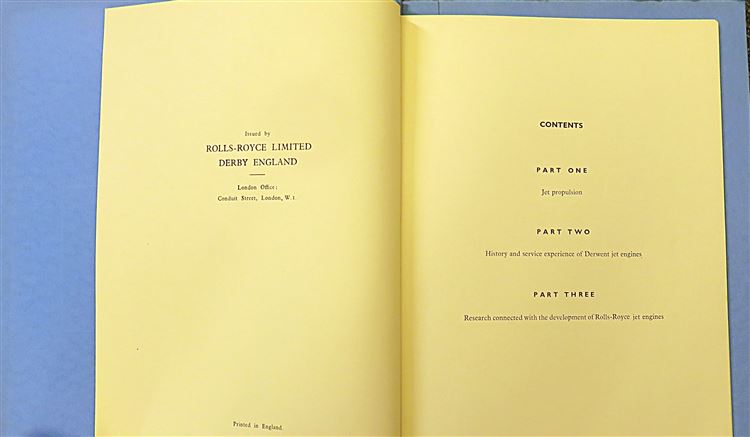 Issued by
ROLLS-ROYCE LIMITED
DERBY ENGLAND
London Office:
Conduit Street, London, W.1.
Printed in England.
CONTENTS
PART ONE
Jet propulsion
PART TWO
History and service experience of Derwent jet engines
PART THREE
Research connected with the development of Rolls-Royce jet engines